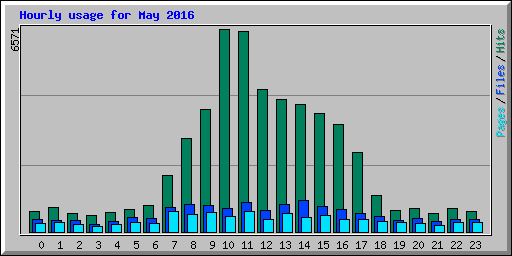 Hourly usage for May 2016
6571
Pages/Files/Hits
0 1 2 3 4 5 6 7 8 9 10 11 12 13 14 15 16 17 18 19 20 21 22 23